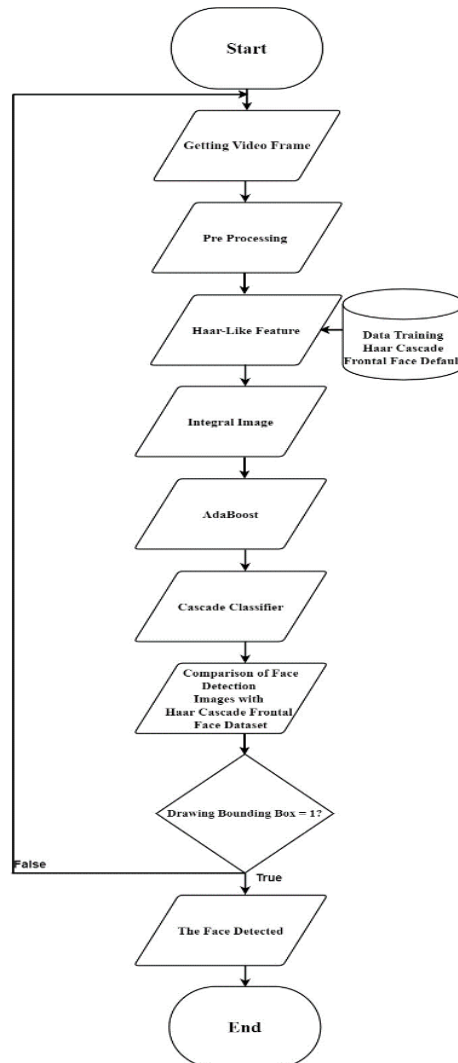 Start
Getting Video Frame
Pre Processing
Haar-Like Feature
Data Training
Haar Cascade
Frontal Face Defaul
Integral Image
AdaBoost
Cascade Classifier
Comparison of Face
Detection
Images with
Haar Cascade Frontal
Face Dataset
Drawing Bounding Box = 1?
False
True
The Face Detected
End